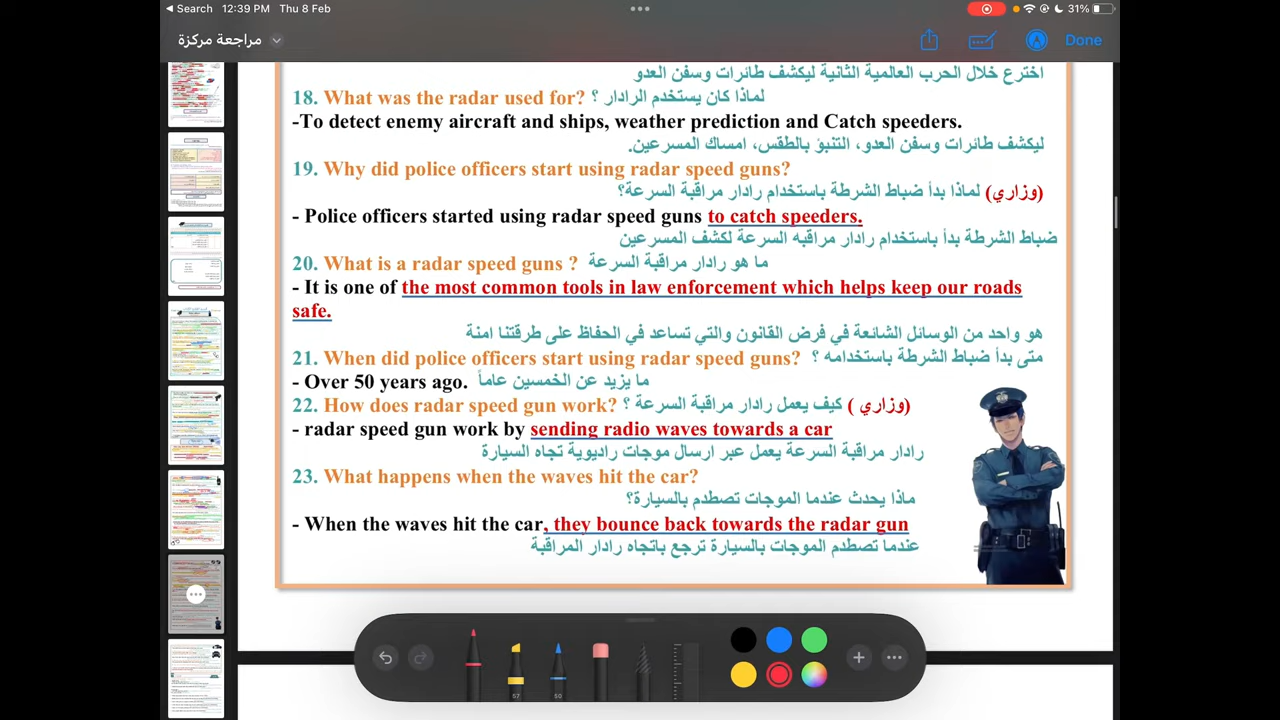 Search 12:39 PM Thu 8 Feb 31%
مراجعة مركزة
Done
اخترع خلال الحرب العالمية الثانية ليكشف طائرات وسفن العدو
18. What was the radar used for? لماذا كان يستخدم الرادار ؟
-To detect enemy aircraft and ships, weather prediction and Catch speeders.
ليكشف طائرات وسفن العدو، التنبؤ بالطقس، امساك المسرعين.
19. Why did police officers start using radar speed guns?
(وزاري) لماذا بدأ ضباط الشرطة باستخدام رادار مراقبة السرعة؟
- Police officers started using radar speed guns to catch speeders.
ضباط الشرطة بدأ باستخدام رادار مراقبه السرعة لكشف المسرعين
20. What is a radar speed guns ? ما هو رادار مراقبة السرعة
- It is one of the most common tools in law enforcement which helps keep our roads
safe.
هو واحد من الوسائل الشائعة في فرض القانون والتي تساعد في الحفاظ على طرقتنا امنة
21. When did police officers start using radar speed guns? متى بدأ ضباط الشرطة باستخدامه ؟
- Over 50 years ago. ما يزيد عن الخمسين عاماً
22. How does radar speed gun work? كيف يعمل رادار مراقبة السرعة ؟ (وزاري )
- radar speed guns work by sending radio waves towards a car
رادار مراقبة السرعة يعمل عبر ارسال موجات راديوية تجاه السيارة
23. What happens when the waves hit the car?
ماذا يحدث عندما الموجات تصطدم بالسيارة؟
- When the waves hit the car, they bounce back towards the radar gun
عندما تصطدم الموجات بالسيارة ترجع باتجاه رادار المراقبة